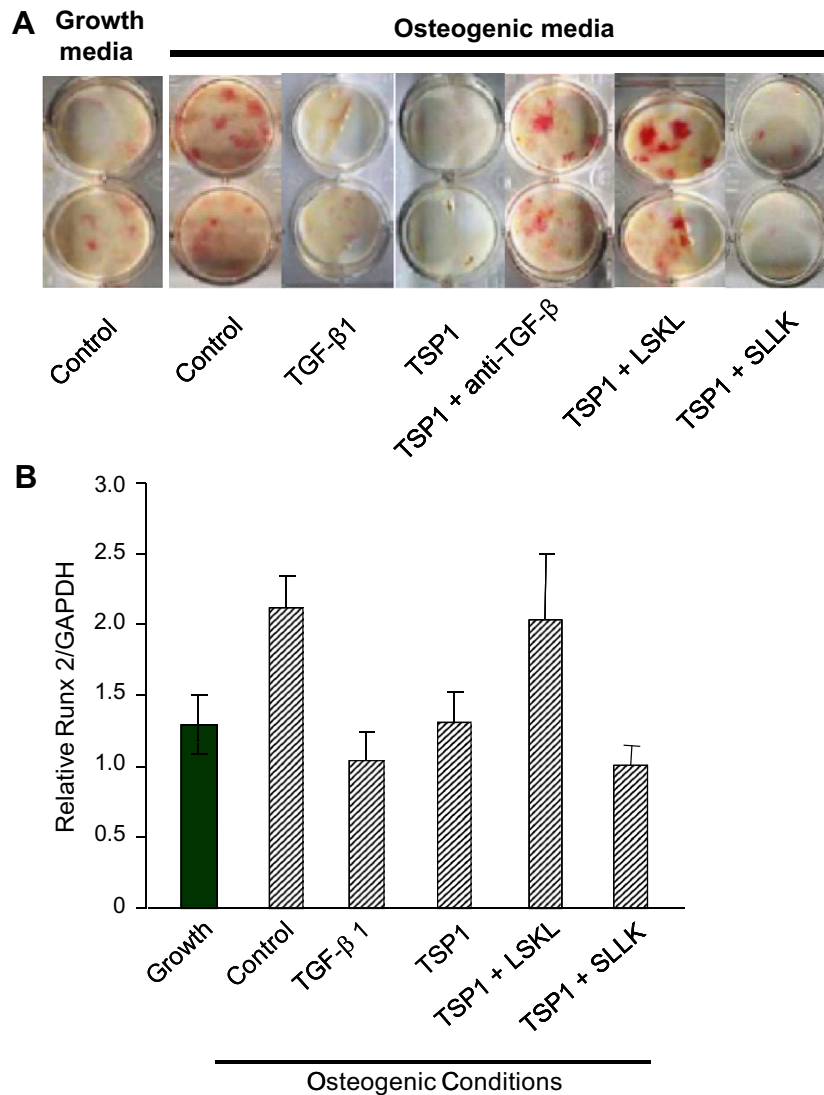 A
Growth
media
Osteogenic media
Control
Control
TGF-β1
TSP1
TSP1 + anti-TGF-β
TSP1 + LSKL
TSP1 + SLLK
B
3.0
2.5
2.0
1.5
1.0
0.5
0
Relative Runx 2/GAPDH
Growth
Control
TGF-β 1
TSP1
TSP1 + LSKL
TSP1 + SLLK
Osteogenic Conditions